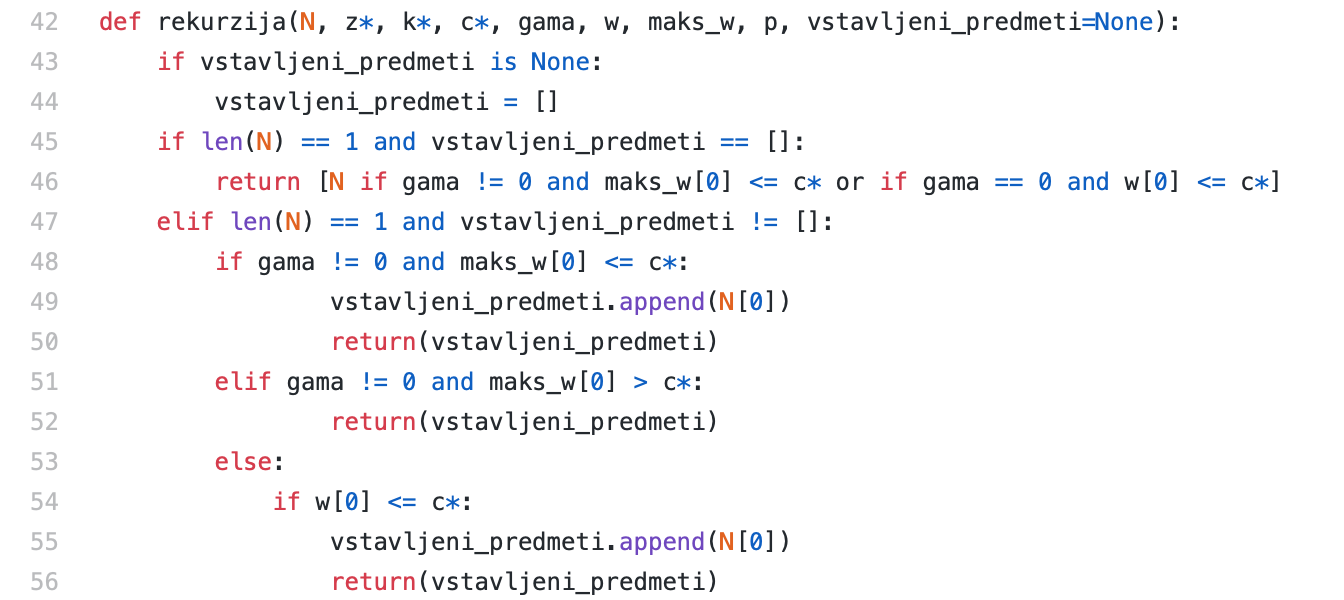 42 def rekurzija(N, z*, k*, c*, gama, w, maks_w, p, vstavljeni_predmeti=None):
43     if vstavljeni_predmeti is None:
44         vstavljeni_predmeti = []
45     if len(N) == 1 and vstavljeni_predmeti == []:
46         return [N if gama != 0 and maks_w[0] <= c* or if gama == 0 and w[0] <= c*]
47     elif len(N) == 1 and vstavljeni_predmeti != []:
48         if gama != 0 and maks_w[0] <= c*:
49                 vstavljeni_predmeti.append(N[0])
50                 return(vstavljeni_predmeti)
51         elif gama != 0 and maks_w[0] > c*:
52                 return(vstavljeni_predmeti)
53         else:
54             if w[0] <= c*:
55                 vstavljeni_predmeti.append(N[0])
56                 return(vstavljeni_predmeti)